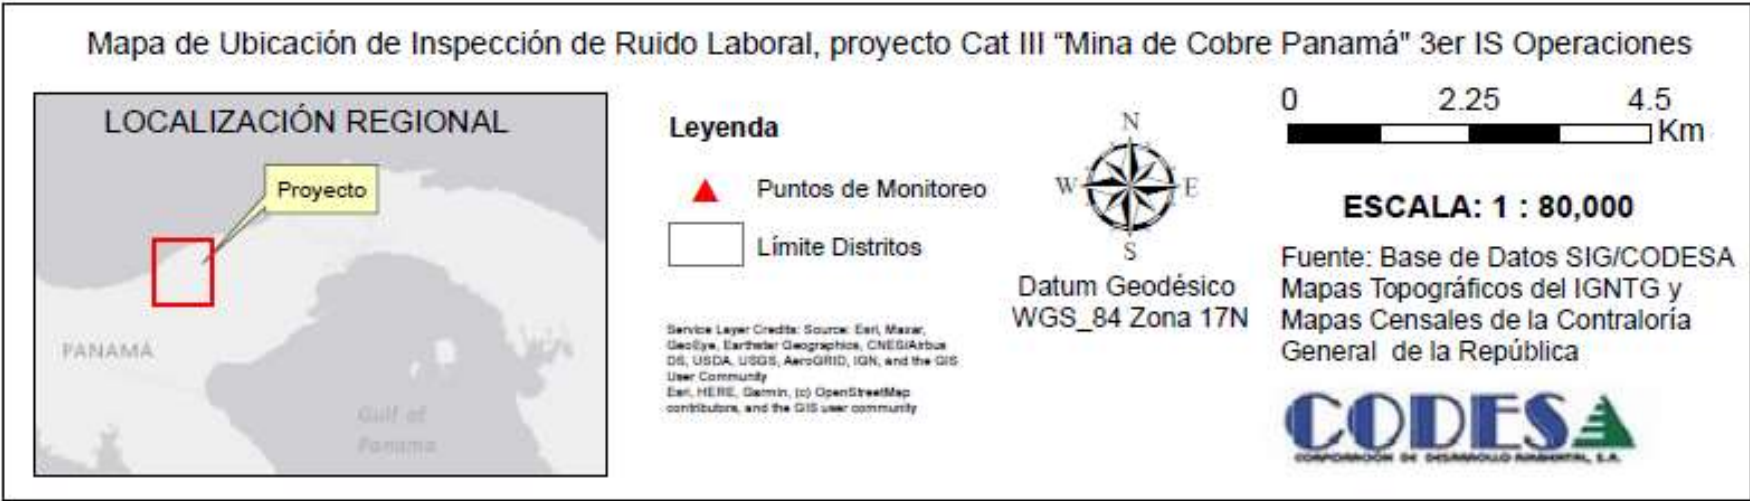 Mapa de Ubicación de Inspección de Ruido Laboral, proyecto Cat III “Mina de Cobre Panamá" 3er IS Operaciones
LOCALIZACIÓN REGIONAL
Proyecto
PANAMÁ
Gulf of
Panama
Leyenda
Puntos de Monitoreo
Límite Distritos
Service Layer Credits: Source: Esri, Maxar,
GeoEye, Earthstar Geographics, CNES/Airbus
DS, USDA, USGS, AeroGRID, IGN, and the GIS
User Community
Esri, HERE, Garmin, (c) OpenStreetMap
contributors, and the GIS user community
N
W E
S
Datum Geodésico
WGS_84 Zona 17N
0 2.25 4.5
Km
ESCALA: 1 : 80,000
Fuente: Base de Datos SIG/CODESA
Mapas Topográficos del IGNTG y
Mapas Censales de la Contraloría
General de la República
CODESA
CORPORACIÓN DE DESARROLLO AMBIENTAL, S.A.